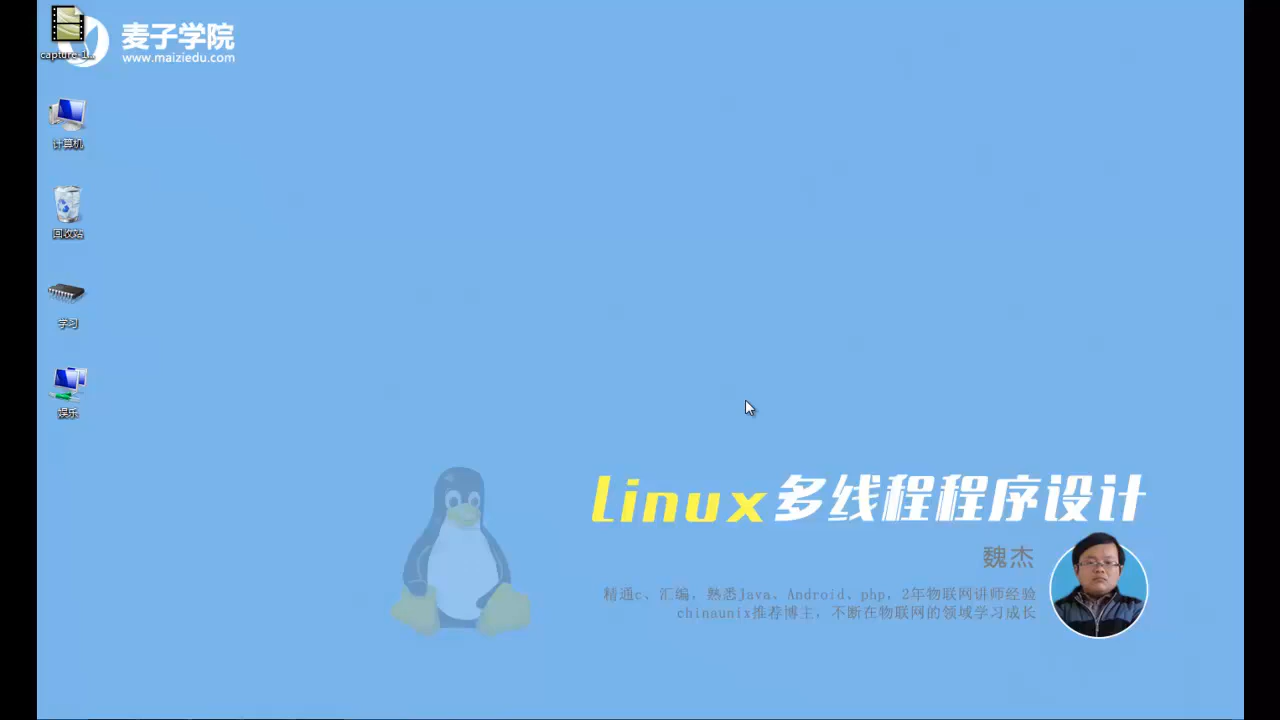 麦子学院
www.maiziedu.com
capture-1...
计算机
回收站
学习
娱乐
Linux多线程程序设计
魏杰
精通c、汇编，熟悉Java、Android、php，2年物联网讲师经验
chinaunix推荐博主，不断在物联网的领域学习成长